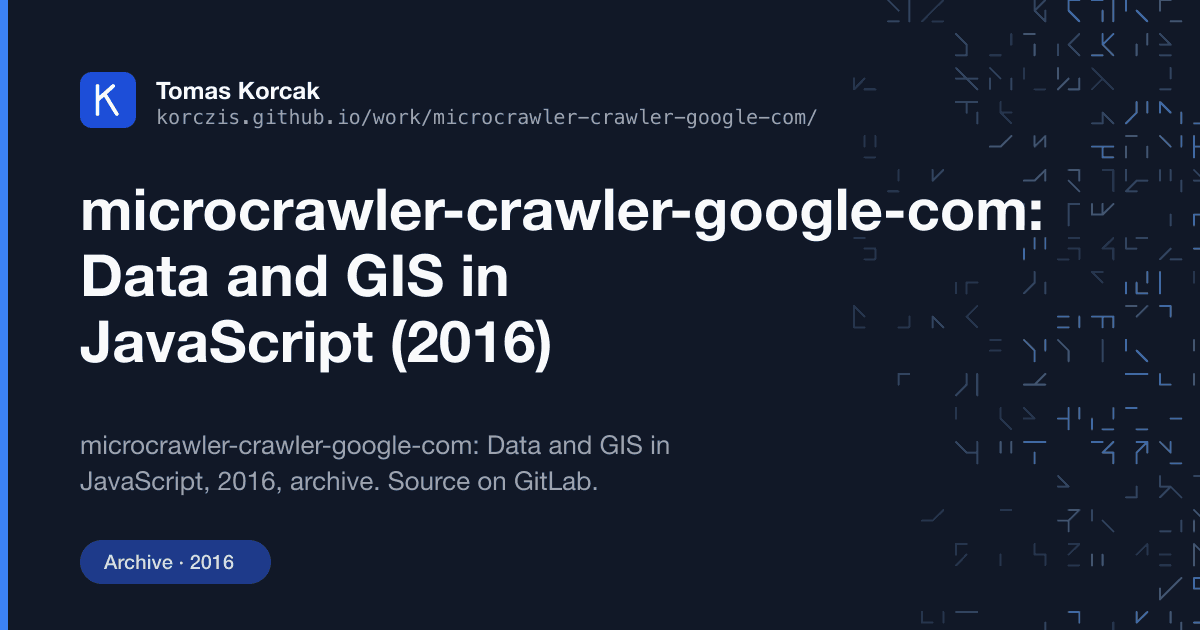 K
Tomas Korcak
korczis.github.io/work/microcrawler-crawler-google-com/
microcrawler-crawler-google-com:
Data and GIS in
JavaScript (2016)
microcrawler-crawler-google-com: Data and GIS in
JavaScript, 2016, archive. Source on GitLab.
Archive · 2016